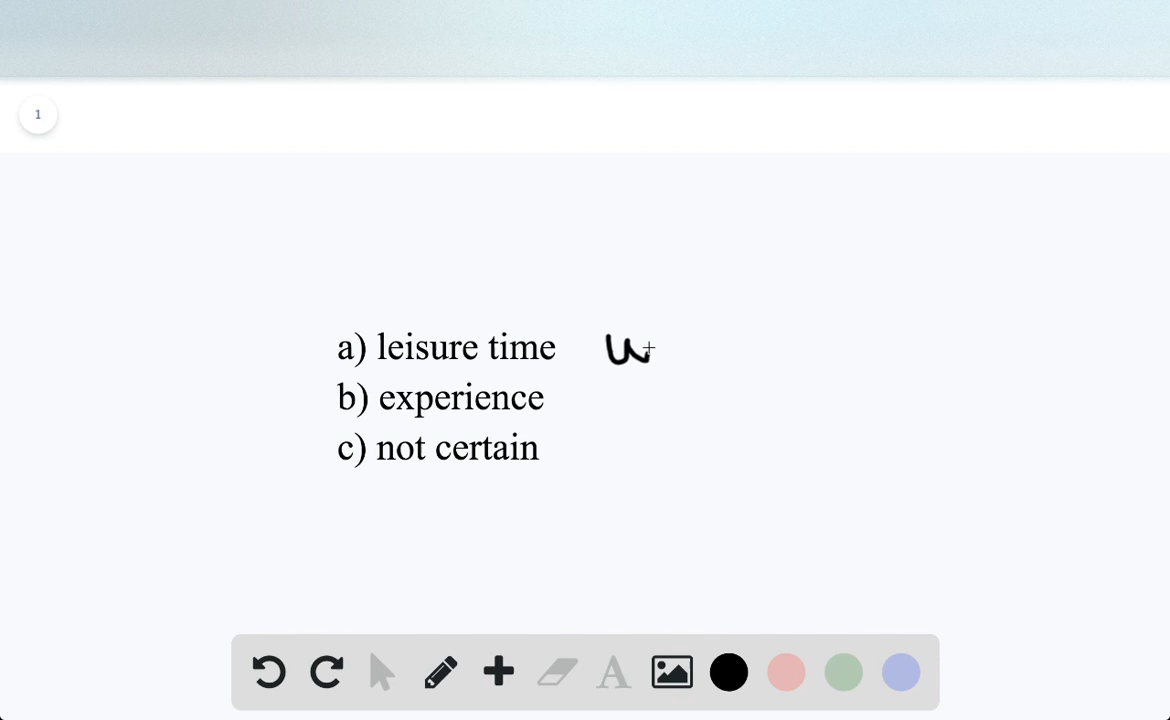 1
a) leisure time u
b) experience
c) not certain
A